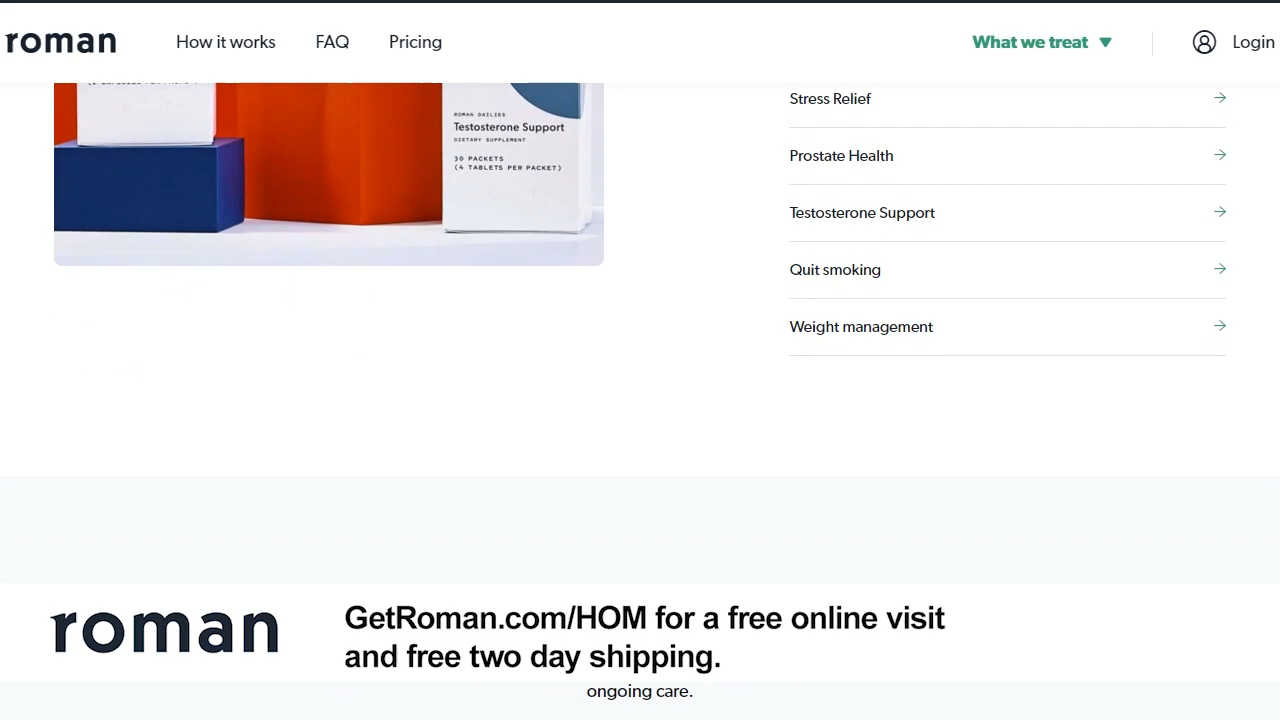 roman
How it works
FAQ
Pricing
What we treat
Login
ROMAN DAILIES
Testosterone Support
DIETARY SUPPLEMENT
30 PACKETS
(4 TABLETS PER PACKET)
Stress Relief
Prostate Health
Testosterone Support
Quit smoking
Weight management
roman
GetRoman.com/HOM for a free online visit
and free two day shipping.
ongoing care.